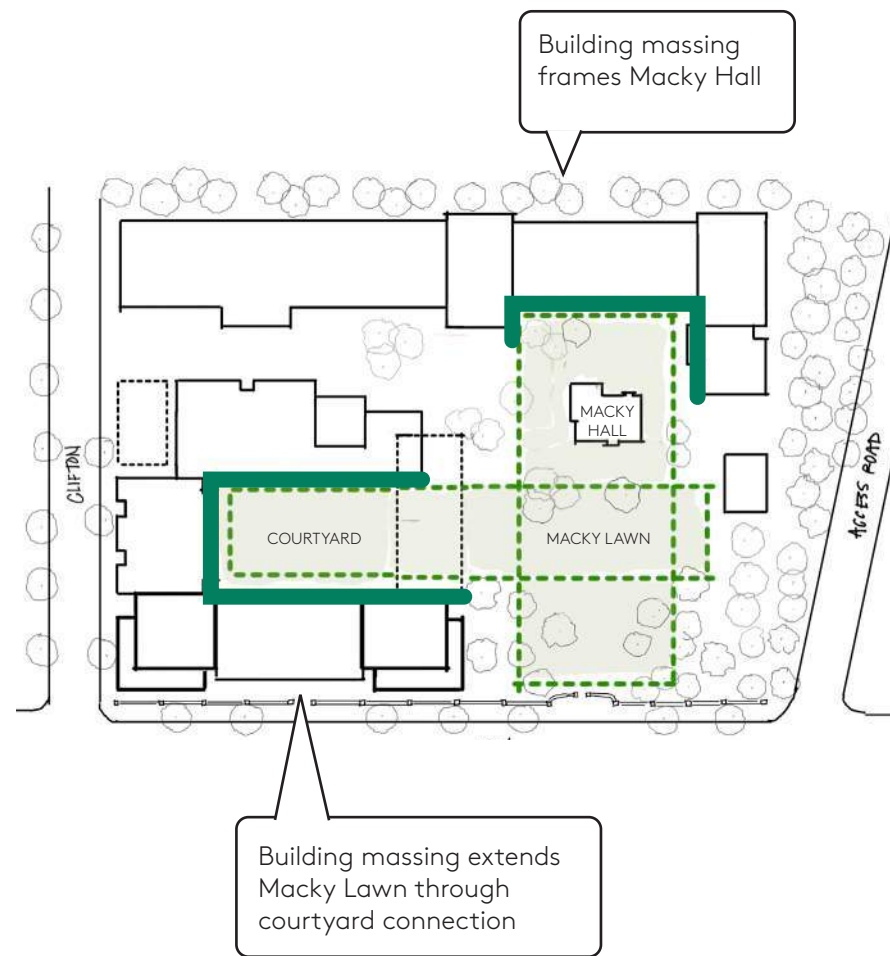 Building massing
frames Macky Hall
MACKY
HALL
CLIFTON
COURTYARD
MACKY LAWN
ACCESS ROAD
Building massing extends
Macky Lawn through
courtyard connection